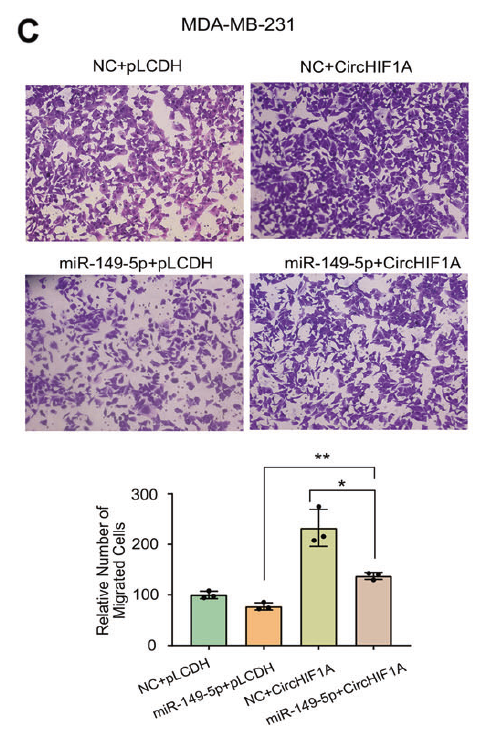 C
MDA-MB-231
NC+pLCDH
NC+CircHIF1A
miR-149-5p+pLCDH
miR-149-5p+CircHIF1A
**
*
Relative Number of
Migrated Cells
300
200
100
0
NC+pLCDH
miR-149-5p+pLCDH
NC+CircHIF1A
miR-149-5p+CircHIF1A